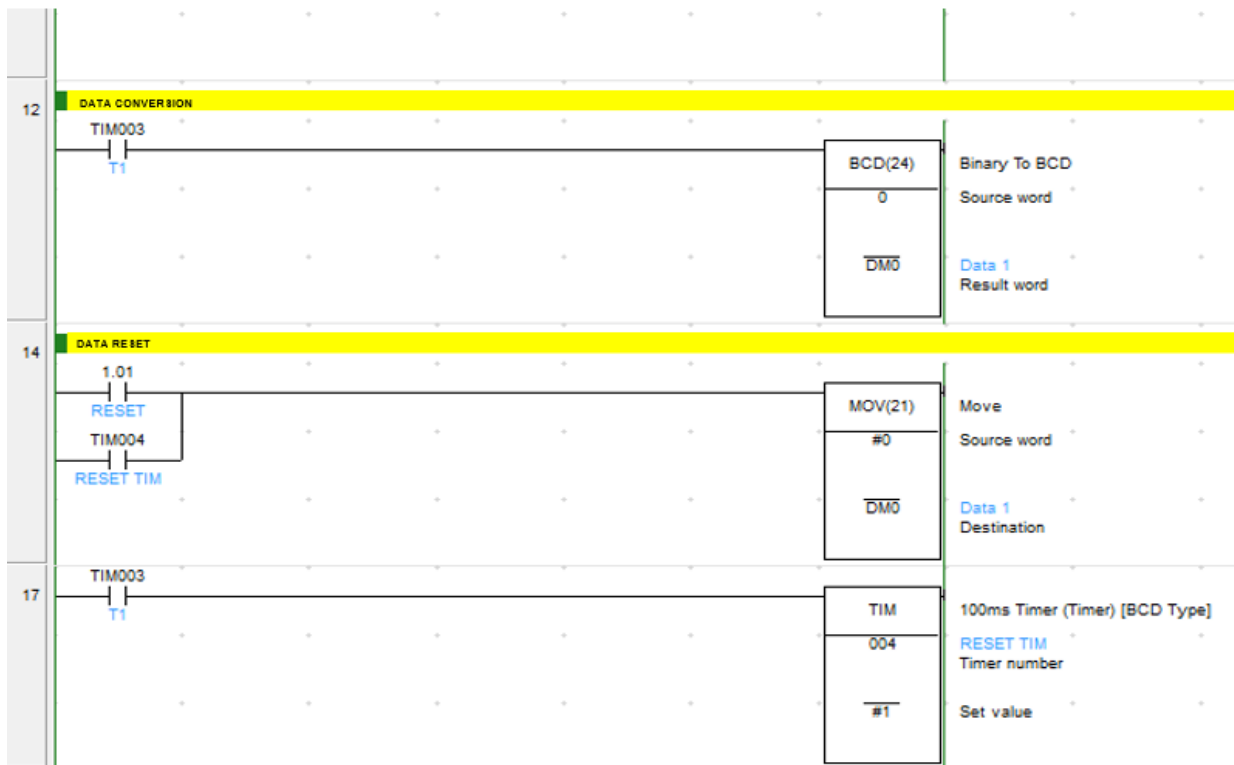 12
DATA CONVERSION
TIM003
T1
BCD(24)
Binary To BCD
0
Source word
DM0
Data 1
Result word
14
DATA RESET
1.01
RESET
MOV(21)
Move
TIM004
#0
Source word
RESET TIM
DM0
Data 1
Destination
17
TIM003
T1
TIM
100ms Timer (Timer) [BCD Type]
004
RESET TIM
Timer number
#1
Set value